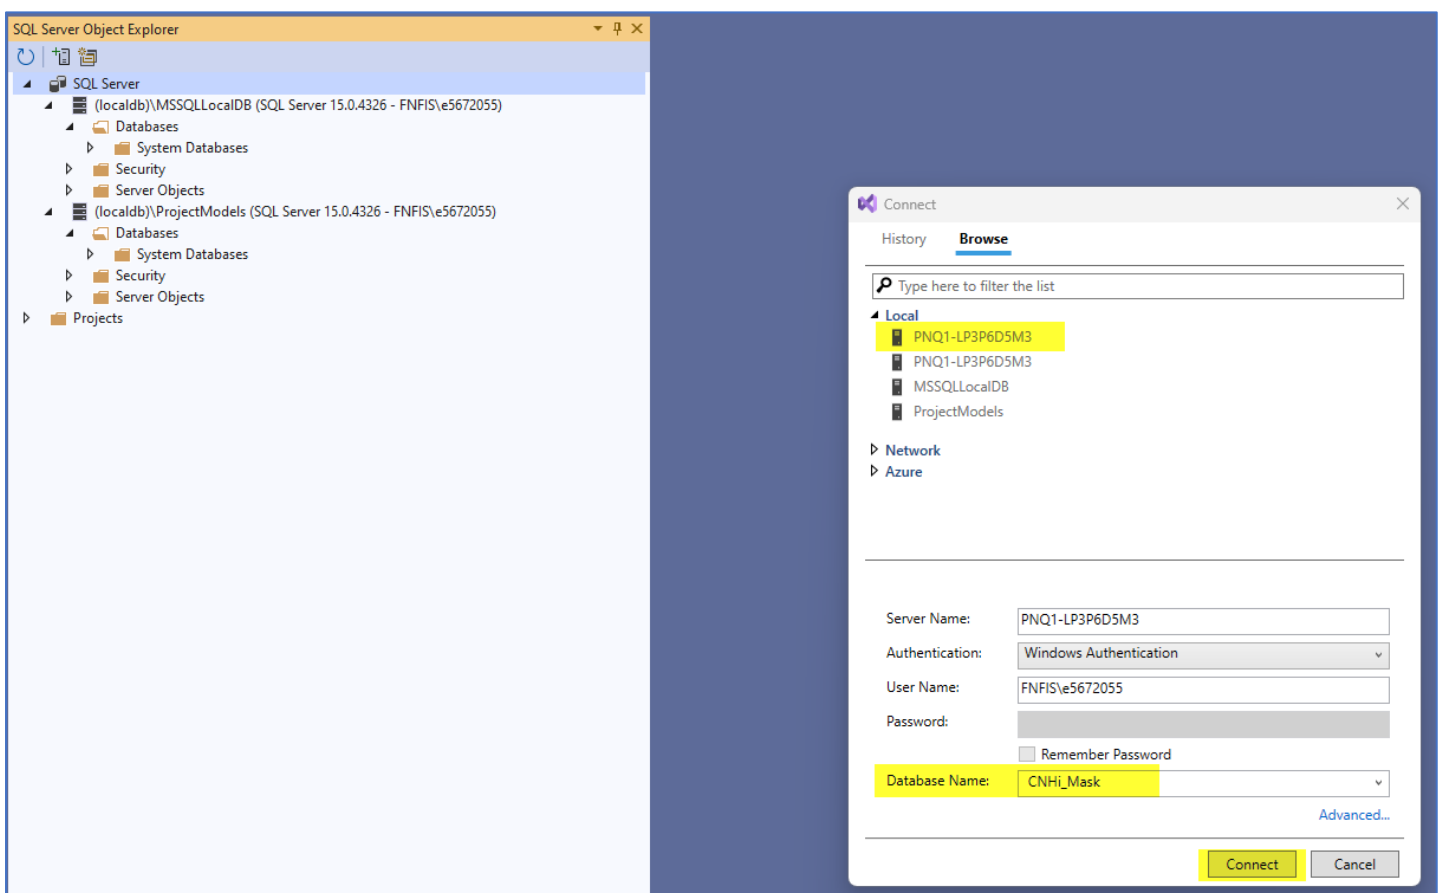 SQL Server Object Explorer
SQL Server
(localdb)\MSSQLLocalDB (SQL Server 15.0.4326 - FNFIS\e5672055)
Databases
System Databases
Security
Server Objects
(localdb)\ProjectModels (SQL Server 15.0.4326 - FNFIS\e5672055)
Databases
System Databases
Security
Server Objects
Projects
Connect
History Browse
Type here to filter the list
Local
PNQ1-LP3P6D5M3
PNQ1-LP3P6D5M3
MSSQLLocalDB
ProjectModels
Network
Azure
Server Name: PNQ1-LP3P6D5M3
Authentication: Windows Authentication
User Name: FNFIS\e5672055
Password:
Remember Password
Database Name: CNHi_Mask
Advanced...
Connect Cancel